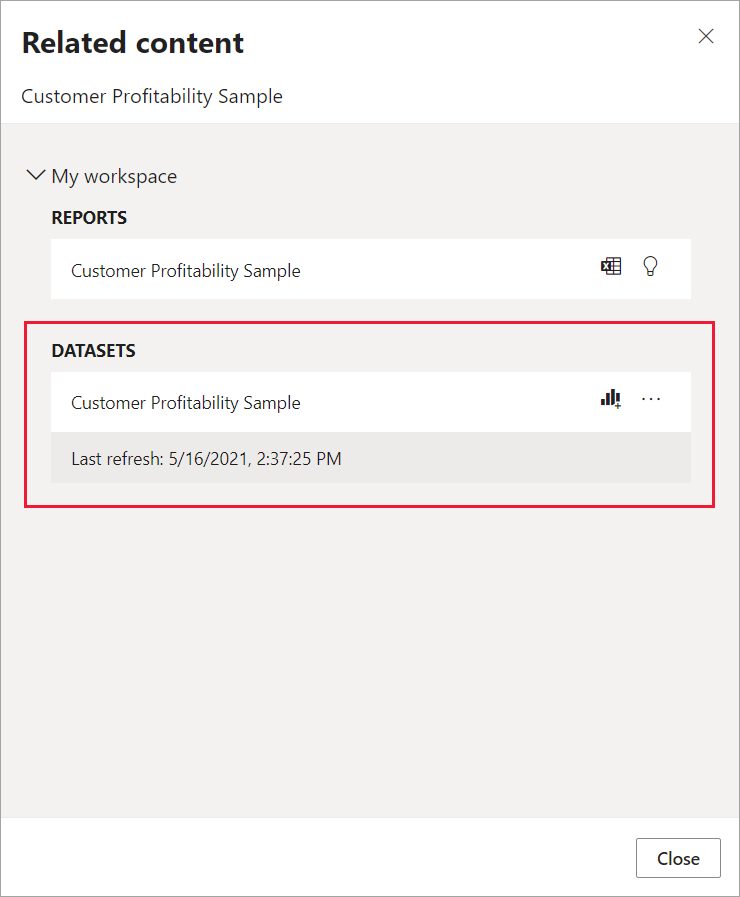 Related content
Customer Profitability Sample
My workspace
REPORTS
Customer Profitability Sample
DATASETS
Customer Profitability Sample
Last refresh: 5/16/2021, 2:37:25 PM
Close